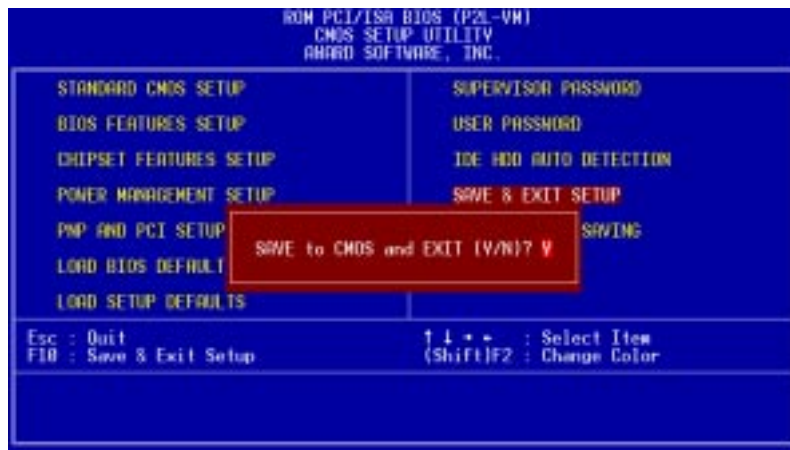 ROM PCI/ISA BIOS (P2L-VM)
CMOS SETUP UTILITY
AWARD SOFTWARE, INC.
STANDARD CMOS SETUP
BIOS FEATURES SETUP
CHIPSET FEATURES SETUP
POWER MANAGEMENT SETUP
PNP AND PCI SETUP
LOAD BIOS DEFAULT
LOAD SETUP DEFAULTS
SUPERVISOR PASSWORD
USER PASSWORD
IDE HDD AUTO DETECTION
SAVE & EXIT SETUP
SAVING
SAVE to CMOS and EXIT (Y/N)? Y
Esc : Quit
F10 : Save & Exit Setup
↑ ↓ → ← : Select Item
(Shift)F2 : Change Color